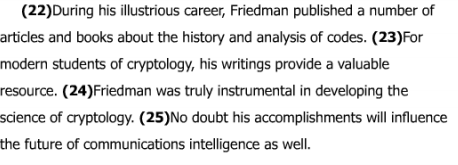 (22)During his illustrious career, Friedman published a number of
articles and books about the history and analysis of codes. (23)For
modern students of cryptology, his writings provide a valuable
resource. (24)Friedman was truly instrumental in developing the
science of cryptology. (25)No doubt his accomplishments will influence
the future of communications intelligence as well.